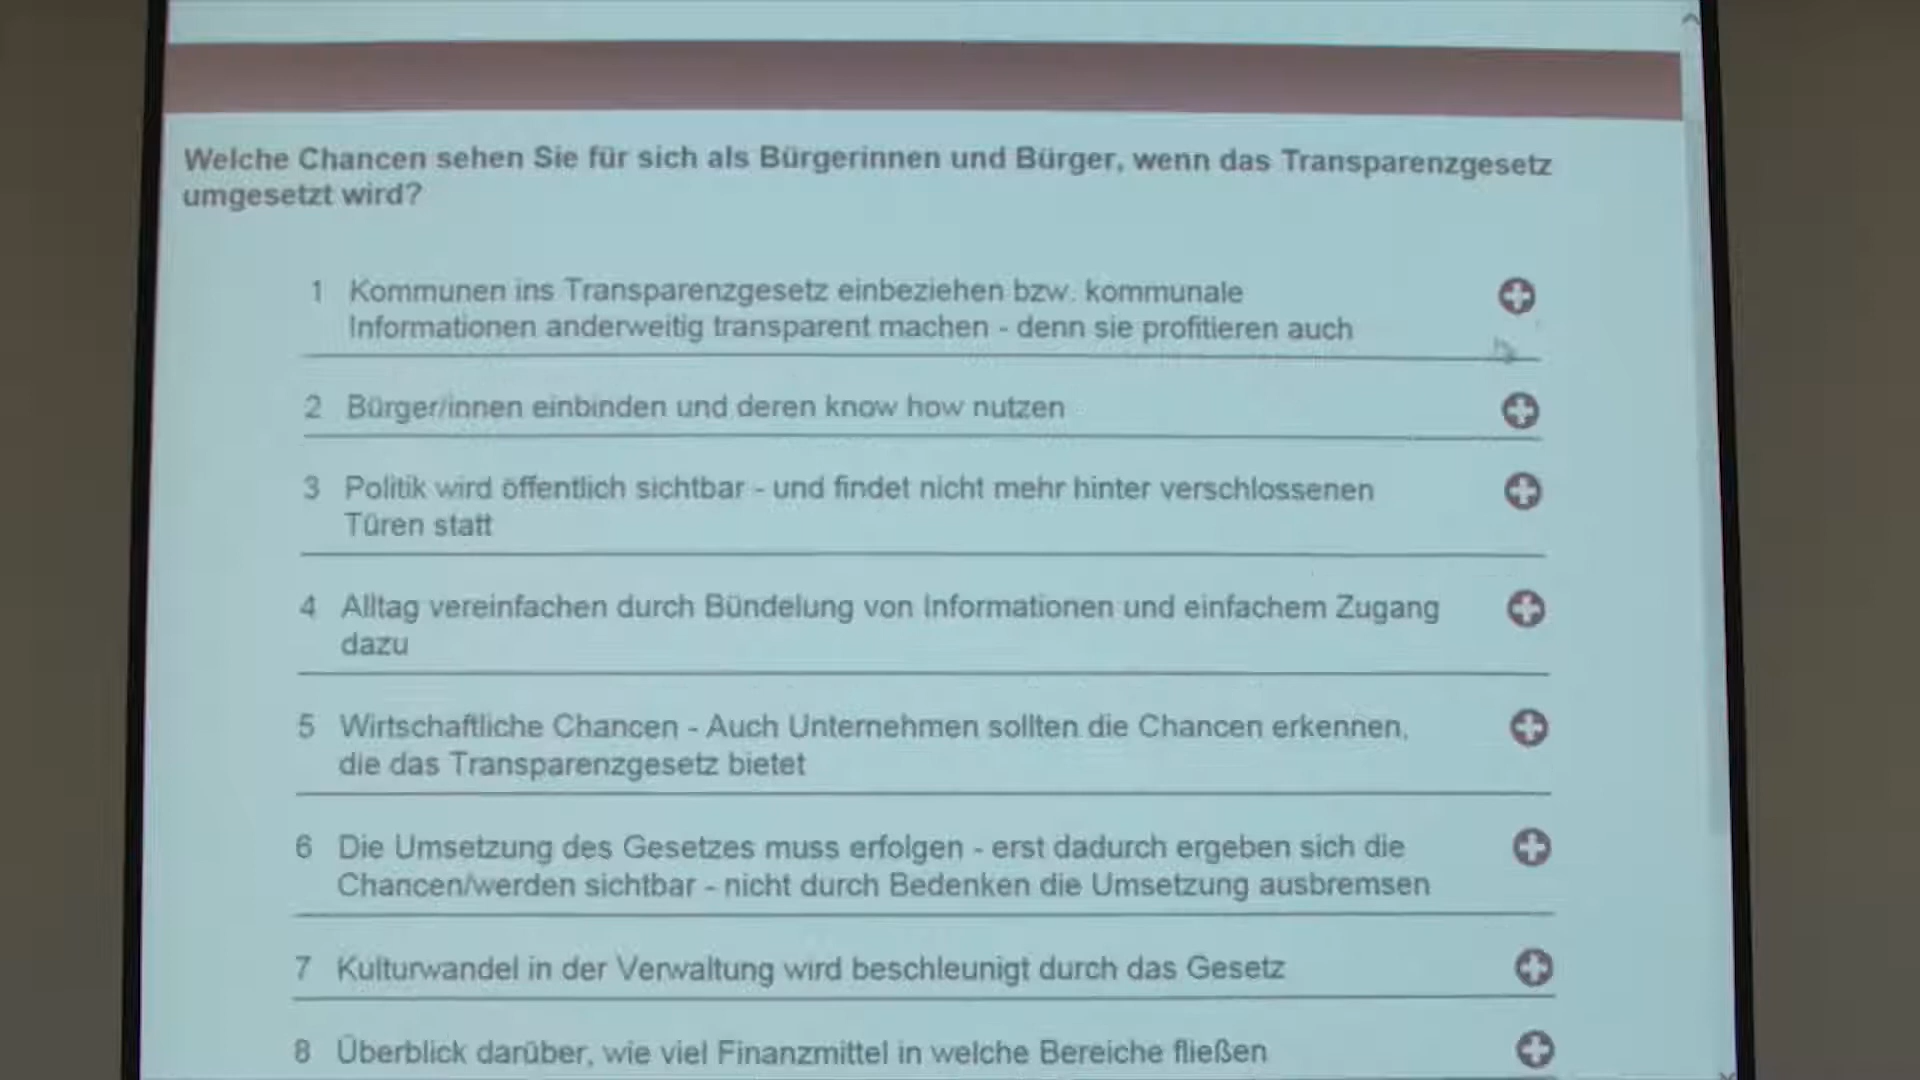 Welche Chancen sehen Sie für sich als Bürgerinnen und Bürger, wenn das Transparenzgesetz
umgesetzt wird?
1 Kommunen ins Transparenzgesetz einbeziehen bzw. kommunale
Informationen anderweitig transparent machen - denn sie profitieren auch
2 Bürger/innen einbinden und deren know how nutzen
3 Politik wird öffentlich sichtbar - und findet nicht mehr hinter verschlossenen
Türen statt
4 Alltag vereinfachen durch Bündelung von Informationen und einfachem Zugang
dazu
5 Wirtschaftliche Chancen - Auch Unternehmen sollten die Chancen erkennen,
die das Transparenzgesetz bietet
6 Die Umsetzung des Gesetzes muss erfolgen - erst dadurch ergeben sich die
Chancen/werden sichtbar - nicht durch Bedenken die Umsetzung ausbremsen
7 Kulturwandel in der Verwaltung wird beschleunigt durch das Gesetz
8 Überblick darüber, wie viel Finanzmittel in welche Bereiche fließen